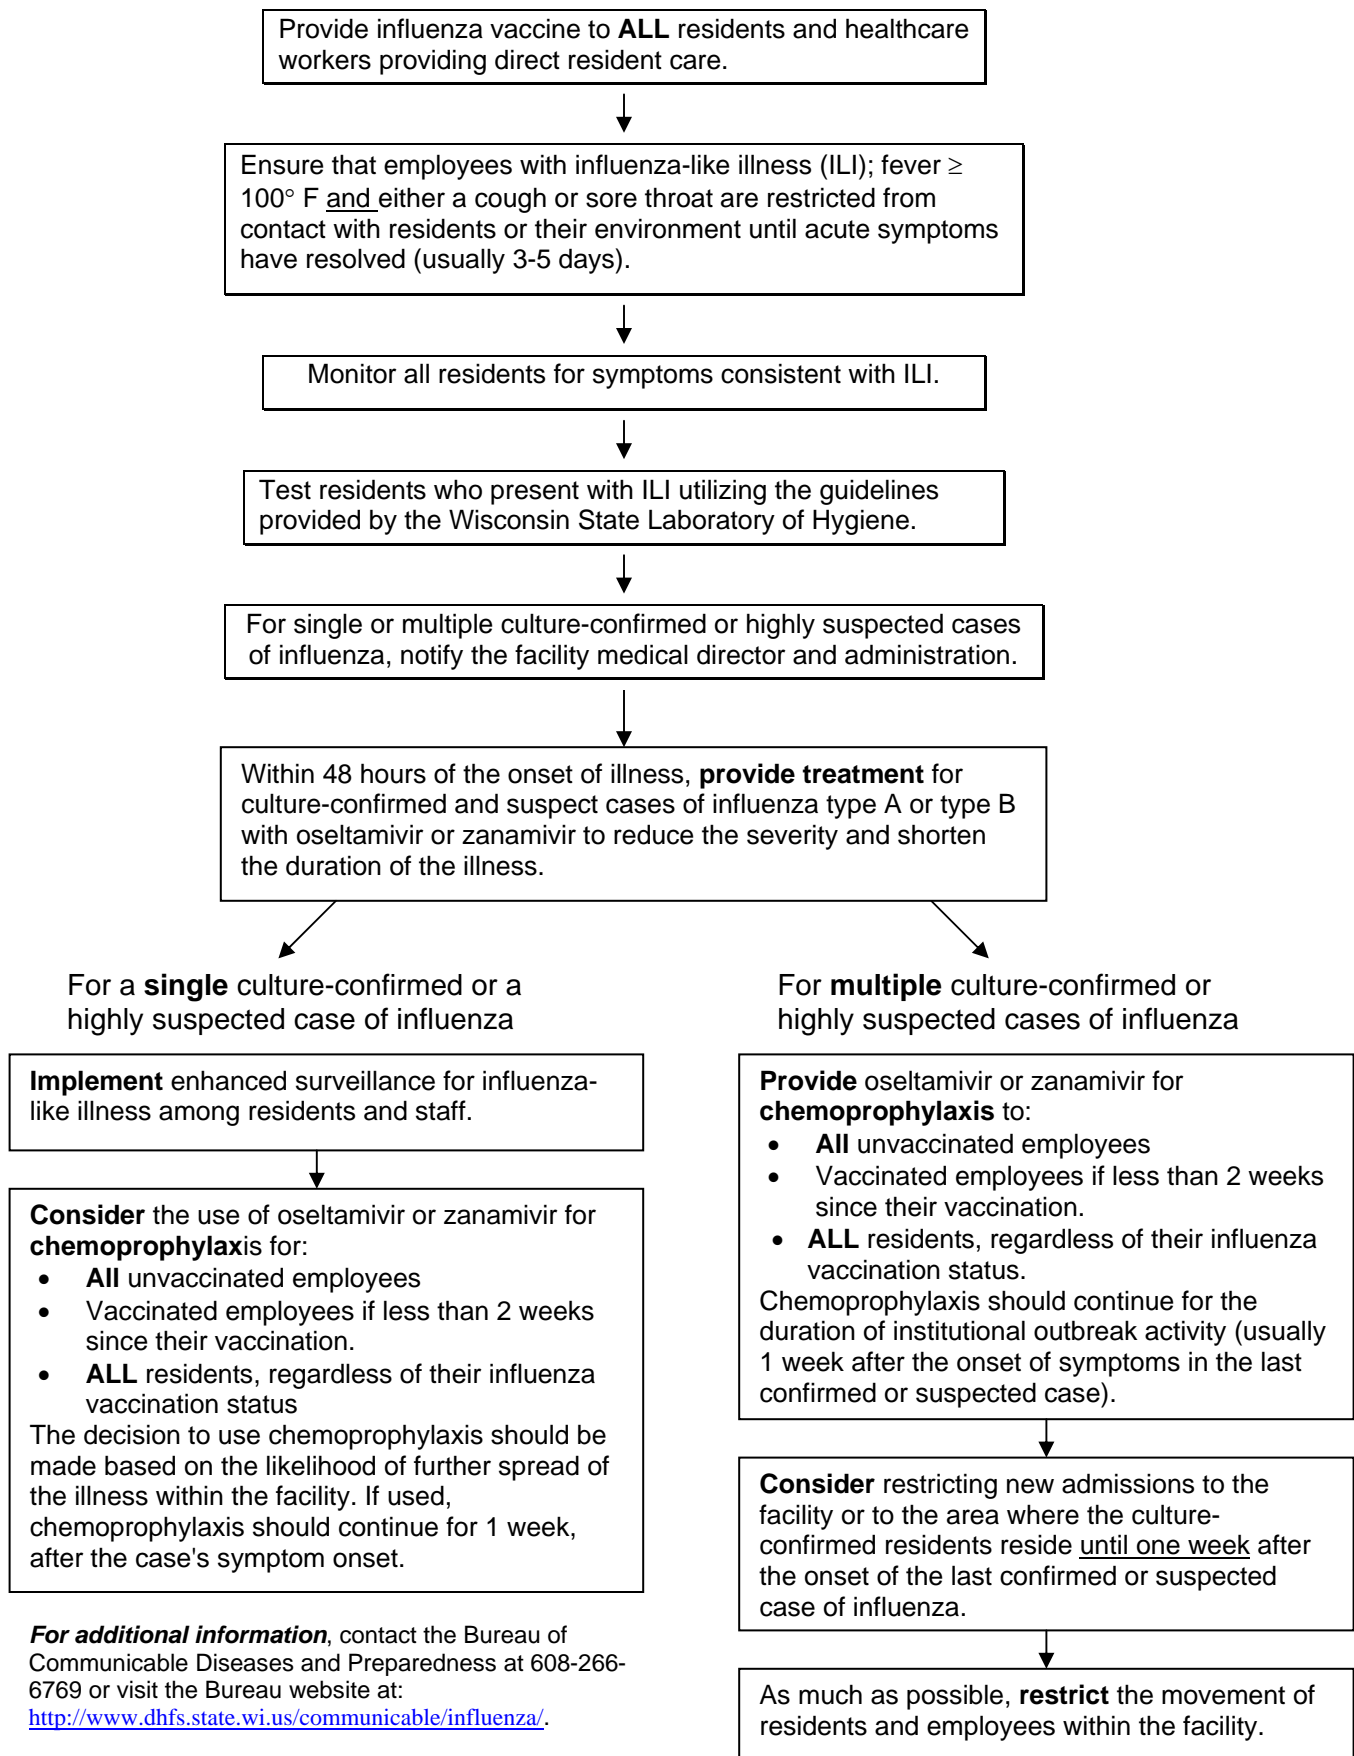 Provide influenza vaccine to ALL residents and healthcare
workers providing direct resident care.
Ensure that employees with influenza-like illness (ILI); fever ≥
100° F and either a cough or sore throat are restricted from
contact with residents or their environment until acute symptoms
have resolved (usually 3-5 days).
Monitor all residents for symptoms consistent with ILI.
Test residents who present with ILI utilizing the guidelines
provided by the Wisconsin State Laboratory of Hygiene.
For single or multiple culture-confirmed or highly suspected cases
of influenza, notify the facility medical director and administration.
Within 48 hours of the onset of illness, provide treatment for
culture-confirmed and suspect cases of influenza type A or type B
with oseltamivir or zanamivir to reduce the severity and shorten
the duration of the illness.
For a single culture-confirmed or a
highly suspected case of influenza
Implement enhanced surveillance for influenza-
like illness among residents and staff.
Consider the use of oseltamivir or zanamivir for
chemoprophylaxis for:
• All unvaccinated employees
• Vaccinated employees if less than 2 weeks
since their vaccination.
• ALL residents, regardless of their influenza
vaccination status
The decision to use chemoprophylaxis should be
made based on the likelihood of further spread of
the illness within the facility. If used,
chemoprophylaxis should continue for 1 week,
after the case's symptom onset.
For additional information, contact the Bureau of
Communicable Diseases and Preparedness at 608-266-
6769 or visit the Bureau website at:
http://www.dhfs.state.wi.us/communicable/influenza/.
For multiple culture-confirmed or
highly suspected cases of influenza
Provide oseltamivir or zanamivir for
chemoprophylaxis to:
• All unvaccinated employees
• Vaccinated employees if less than 2 weeks
since their vaccination.
• ALL residents, regardless of their influenza
vaccination status.
Chemoprophylaxis should continue for the
duration of institutional outbreak activity (usually
1 week after the onset of symptoms in the last
confirmed or suspected case).
Consider restricting new admissions to the
facility or to the area where the culture-
confirmed residents reside until one week after
the onset of the last confirmed or suspected
case of influenza.
As much as possible, restrict the movement of
residents and employees within the facility.